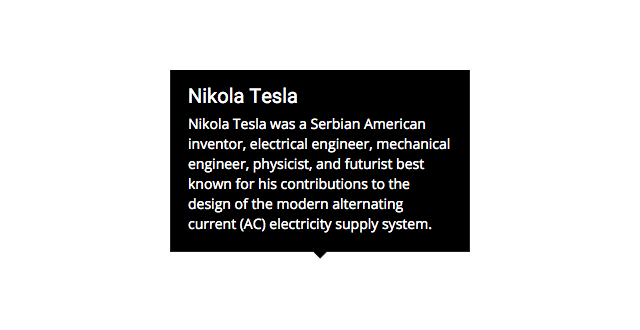 Nikola Tesla
Nikola Tesla was a Serbian American
inventor, electrical engineer, mechanical
engineer, physicist, and futurist best
known for his contributions to the
design of the modern alternating
current (AC) electricity supply system.